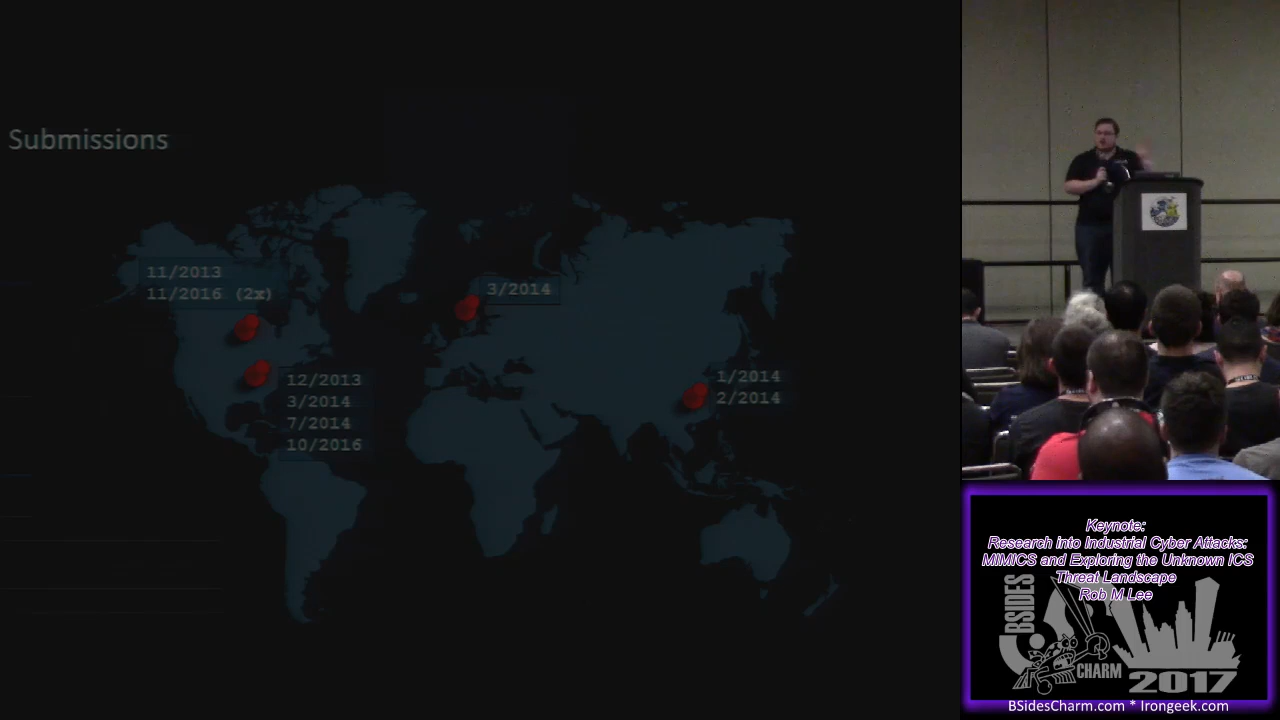 Submissions
11/2013
11/2016 (2x)
3/2014
12/2013
3/2014
7/2014
10/2016
1/2014
2/2014
Keynote:
Research into Industrial Cyber Attacks:
MIMICS and Exploring the Unknown ICS
Threat Landscape
Rob M Lee
BSIDES
CHARM
2017
BSidesCharm.com * Irongeek.com